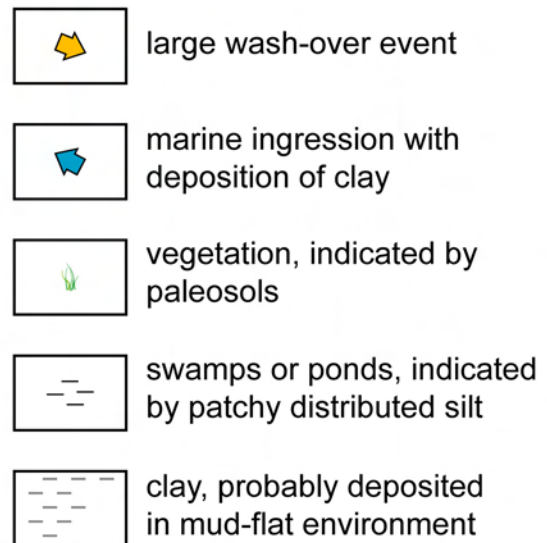 large wash-over event
marine ingression with
deposition of clay
vegetation, indicated by
paleosols
swamps or ponds, indicated
by patchy distributed silt
clay, probably deposited
in mud-flat environment